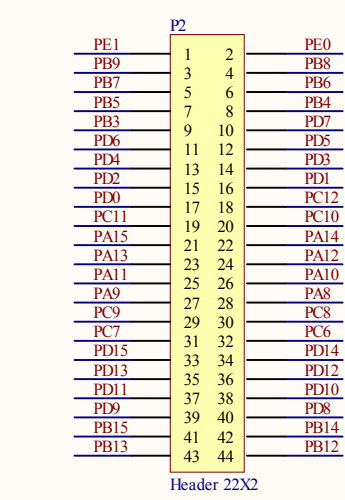 P2
PE1 1 2 PE0
PB9 3 4 PB8
PB7 5 6 PB6
PB5 7 8 PB4
PB3 9 10 PD7
PD6 11 12 PD5
PD4 13 14 PD3
PD2 15 16 PD1
PD0 17 18 PC12
PC11 19 20 PC10
PA15 21 22 PA14
PA13 23 24 PA12
PA11 25 26 PA10
PA9 27 28 PA8
PC9 29 30 PC8
PC7 31 32 PC6
PD15 33 34 PD14
PD13 35 36 PD12
PD11 37 38 PD10
PD9 39 40 PD8
PB15 41 42 PB14
PB13 43 44 PB12
Header 22X2